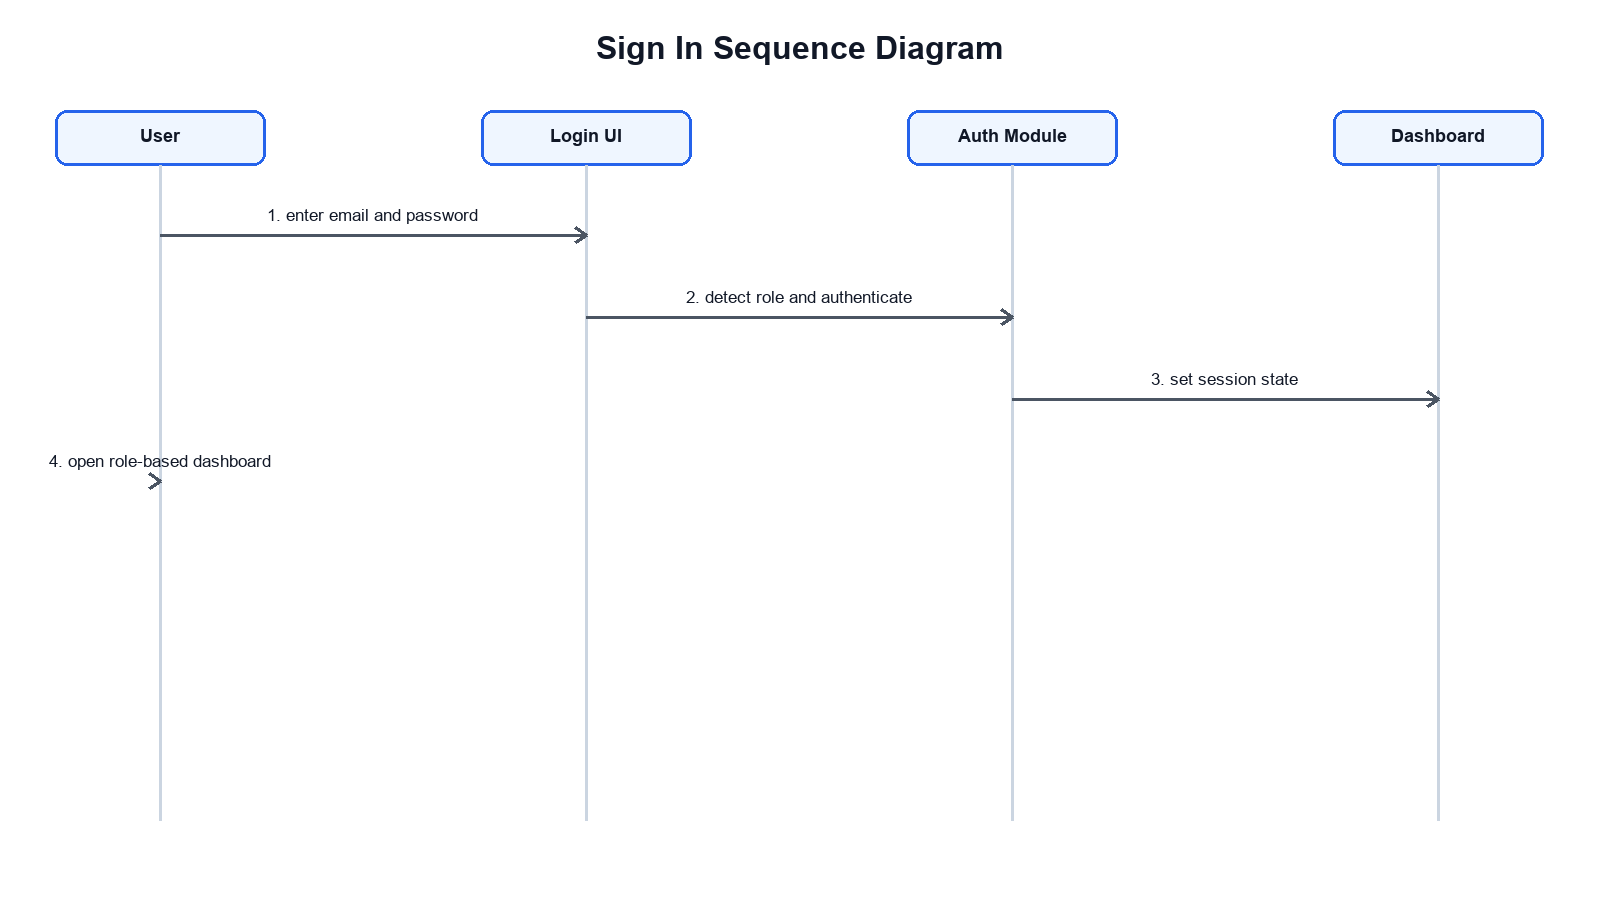 Sign In Sequence Diagram
User
Login UI
Auth Module
Dashboard
1. enter email and password
2. detect role and authenticate
3. set session state
4. open role-based dashboard